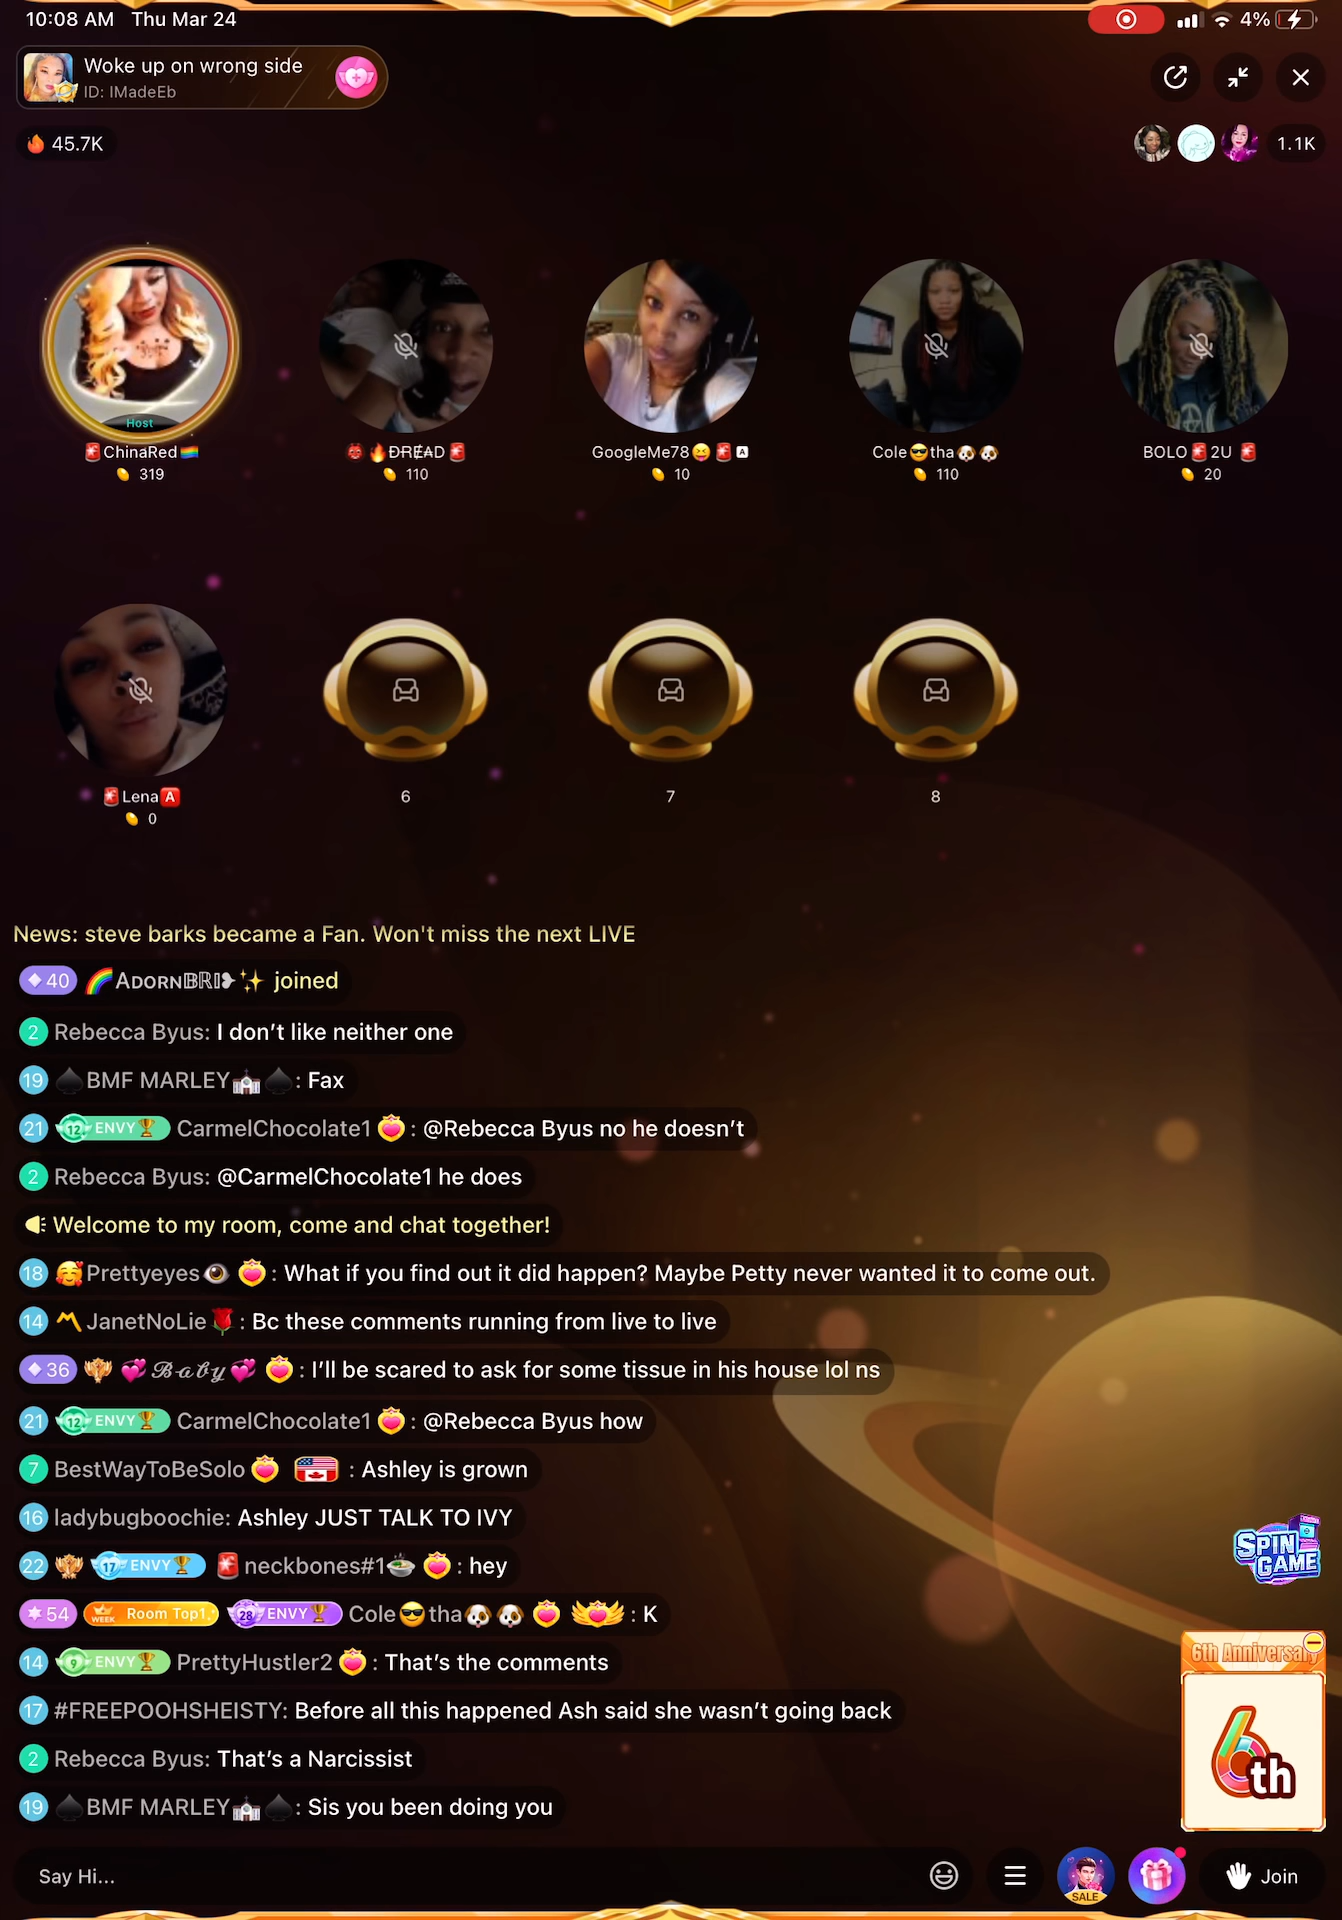 10:08 AM Thu Mar 24
4%
Woke up on wrong side
ID: IMadeEb
🔥 45.7K
1.1K
Host
🚨ChinaRed🏳️‍🌈
319
👹🔥D̶R̶E̶A̶D🚨
110
GoogleMe78😝🚨🅰
10
Cole😎tha🐶🐶
110
BOLO🚨2U🚨
20
🚨Lena🅰️
0
6
7
8
News: steve barks became a Fan. Won't miss the next LIVE
40 🌈Aᴅᴏʀɴ𝔹ℝ𝕀❥✨ joined
2 Rebecca Byus: I don’t like neither one
19 ♠️BMF MARLEY💒♠️: Fax
21 12 ENVY🏆 CarmelChocolate1 : @Rebecca Byus no he doesn’t
2 Rebecca Byus: @CarmelChocolate1 he does
Welcome to my room, come and chat together!
18 🥰Prettyeyes👁️ : What if you find out it did happen? Maybe Petty never wanted it to come out.
14 〽️JanetNoLie🌹: Bc these comments running from live to live
36 💞ℬ𝒶𝒷𝓎💞 : I’ll be scared to ask for some tissue in his house lol ns
21 12 ENVY🏆 CarmelChocolate1 : @Rebecca Byus how
7 BestWayToBeSolo : Ashley is grown
16 ladybugboochie: Ashley JUST TALK TO IVY
22 17 ENVY🏆 🚨neckbones#1🍲 : hey
54 WEEK Room Top1 28 ENVY🏆 Cole😎tha🐶🐶 : K
14 9 ENVY🏆 PrettyHustler2 : That’s the comments
17 #FREEPOOHSHEISTY: Before all this happened Ash said she wasn’t going back
2 Rebecca Byus: That’s a Narcissist
19 ♠️BMF MARLEY💒♠️: Sis you been doing you
SPIN
GAME
6th Anniversary
6th
Say Hi...
SALE
Join